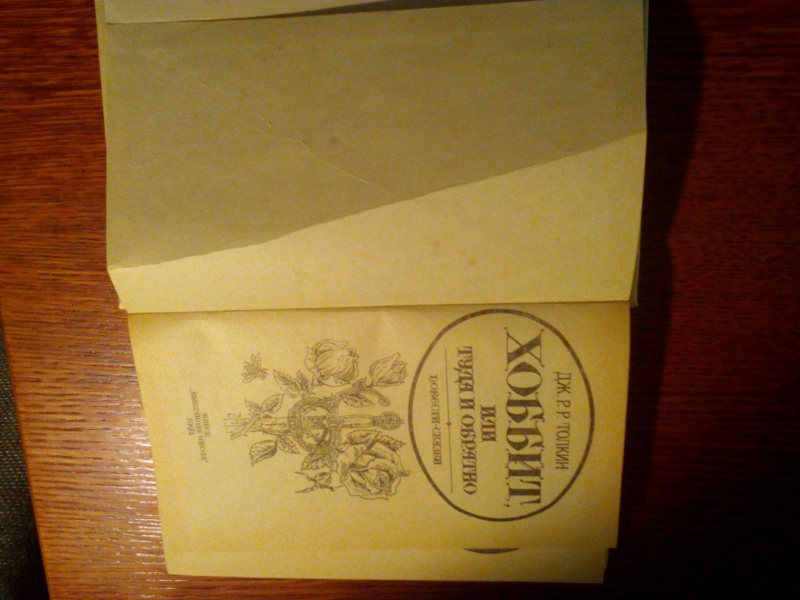 ДЖ. Р. Р. ТОЛКИН
ХОББИТ,
ИЛИ
ТУДА И ОБРАТНО
ПОВЕСТЬ-СКАЗКА